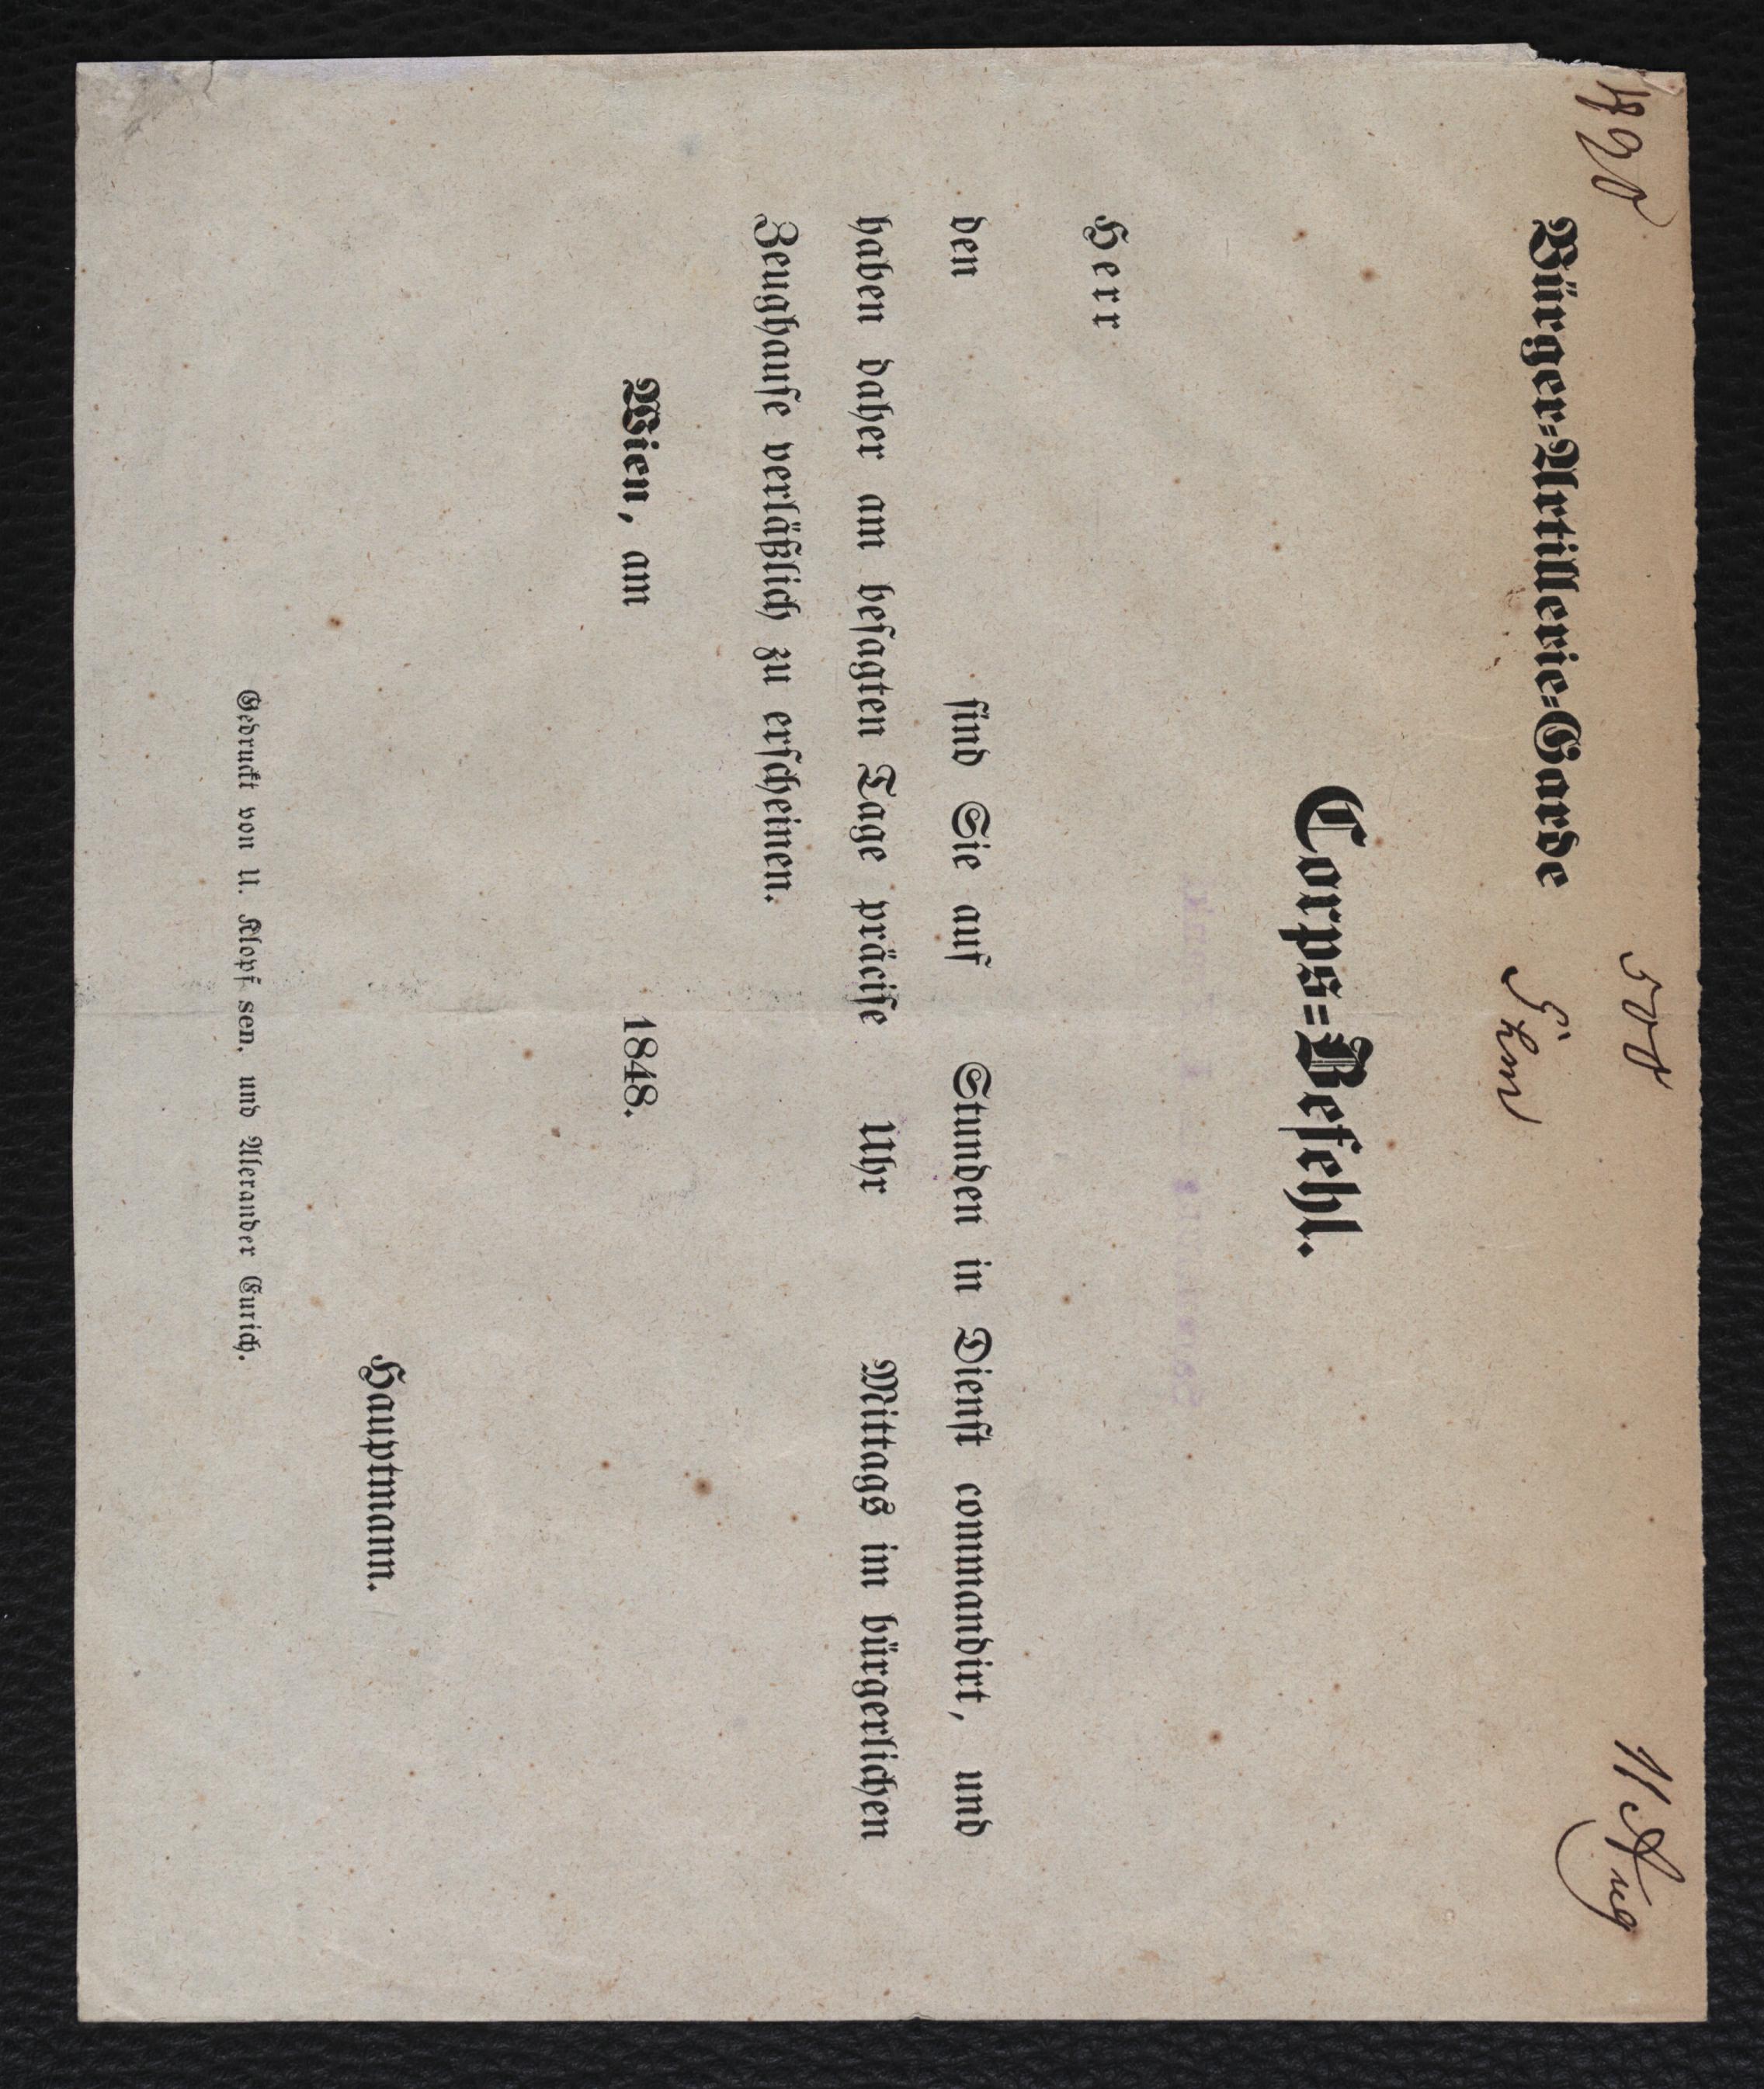 11 Aug
Bürger=Artillerie=Garde
Corps=Befehl.
Herr
den sind Sie auf Stunden in Dienst commandirt, und
haben daher am besagten Tage präcise Uhr Mittags im bürgerlichen
Zeughause verläßlich zu erscheinen.
Wien, am 1848.
Hauptmann.
Gedruckt von U. Klopf sen. und Alexander Eurich.